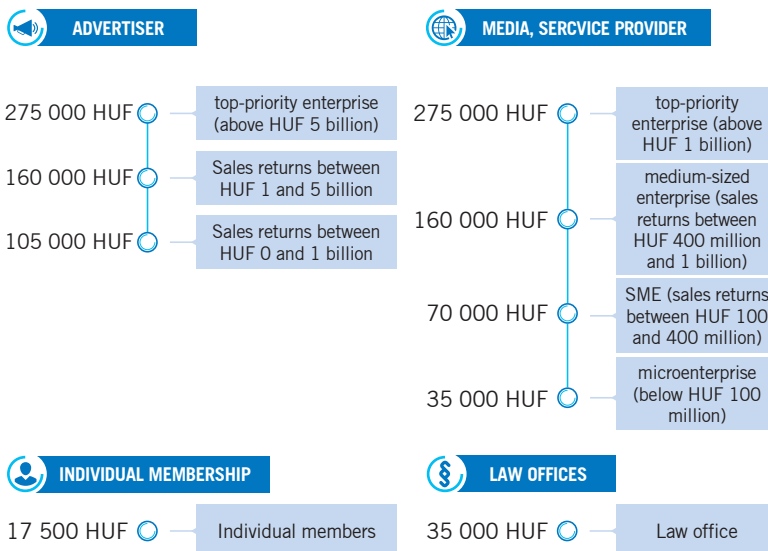 ADVERTISER
275 000 HUF
top-priority enterprise
(above HUF 5 billion)
160 000 HUF
Sales returns between
HUF 1 and 5 billion
105 000 HUF
Sales returns between
HUF 0 and 1 billion
MEDIA, SERCVICE PROVIDER
275 000 HUF
top-priority
enterprise (above
HUF 1 billion)
160 000 HUF
medium-sized
enterprise (sales
returns between
HUF 400 million
and 1 billion)
70 000 HUF
SME (sales returns
between HUF 100
and 400 million)
35 000 HUF
microenterprise
(below HUF 100
million)
INDIVIDUAL MEMBERSHIP
17 500 HUF
Individual members
§
LAW OFFICES
35 000 HUF
Law office